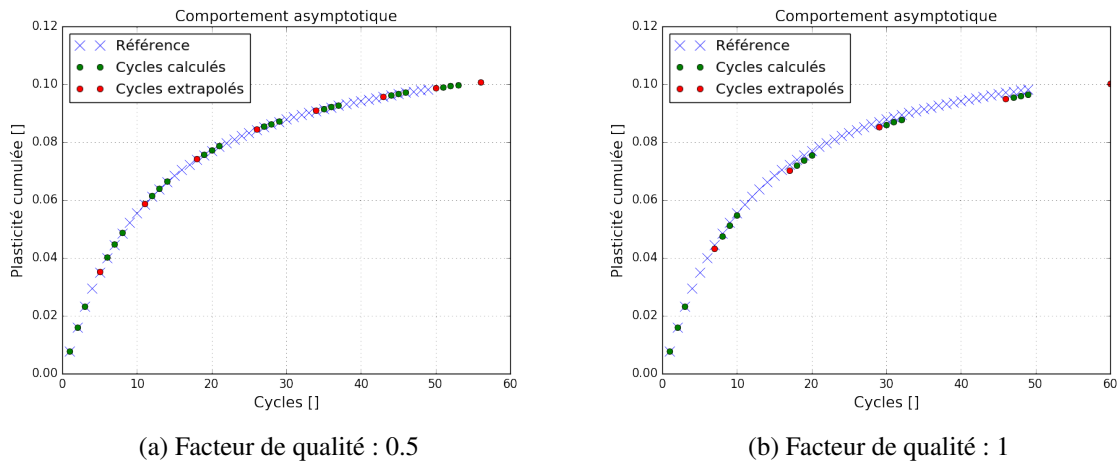 Comportement asymptotique
0.12
0.10
0.08
0.06
0.04
0.02
0.00
Plasticité cumulée []
Référence
Cycles calculés
Cycles extrapolés
0 10 20 30 40 50 60
Cycles []
(a) Facteur de qualité : 0.5
Comportement asymptotique
0.12
0.10
0.08
0.06
0.04
0.02
0.00
Plasticité cumulée []
Référence
Cycles calculés
Cycles extrapolés
0 10 20 30 40 50 60
Cycles []
(b) Facteur de qualité : 1